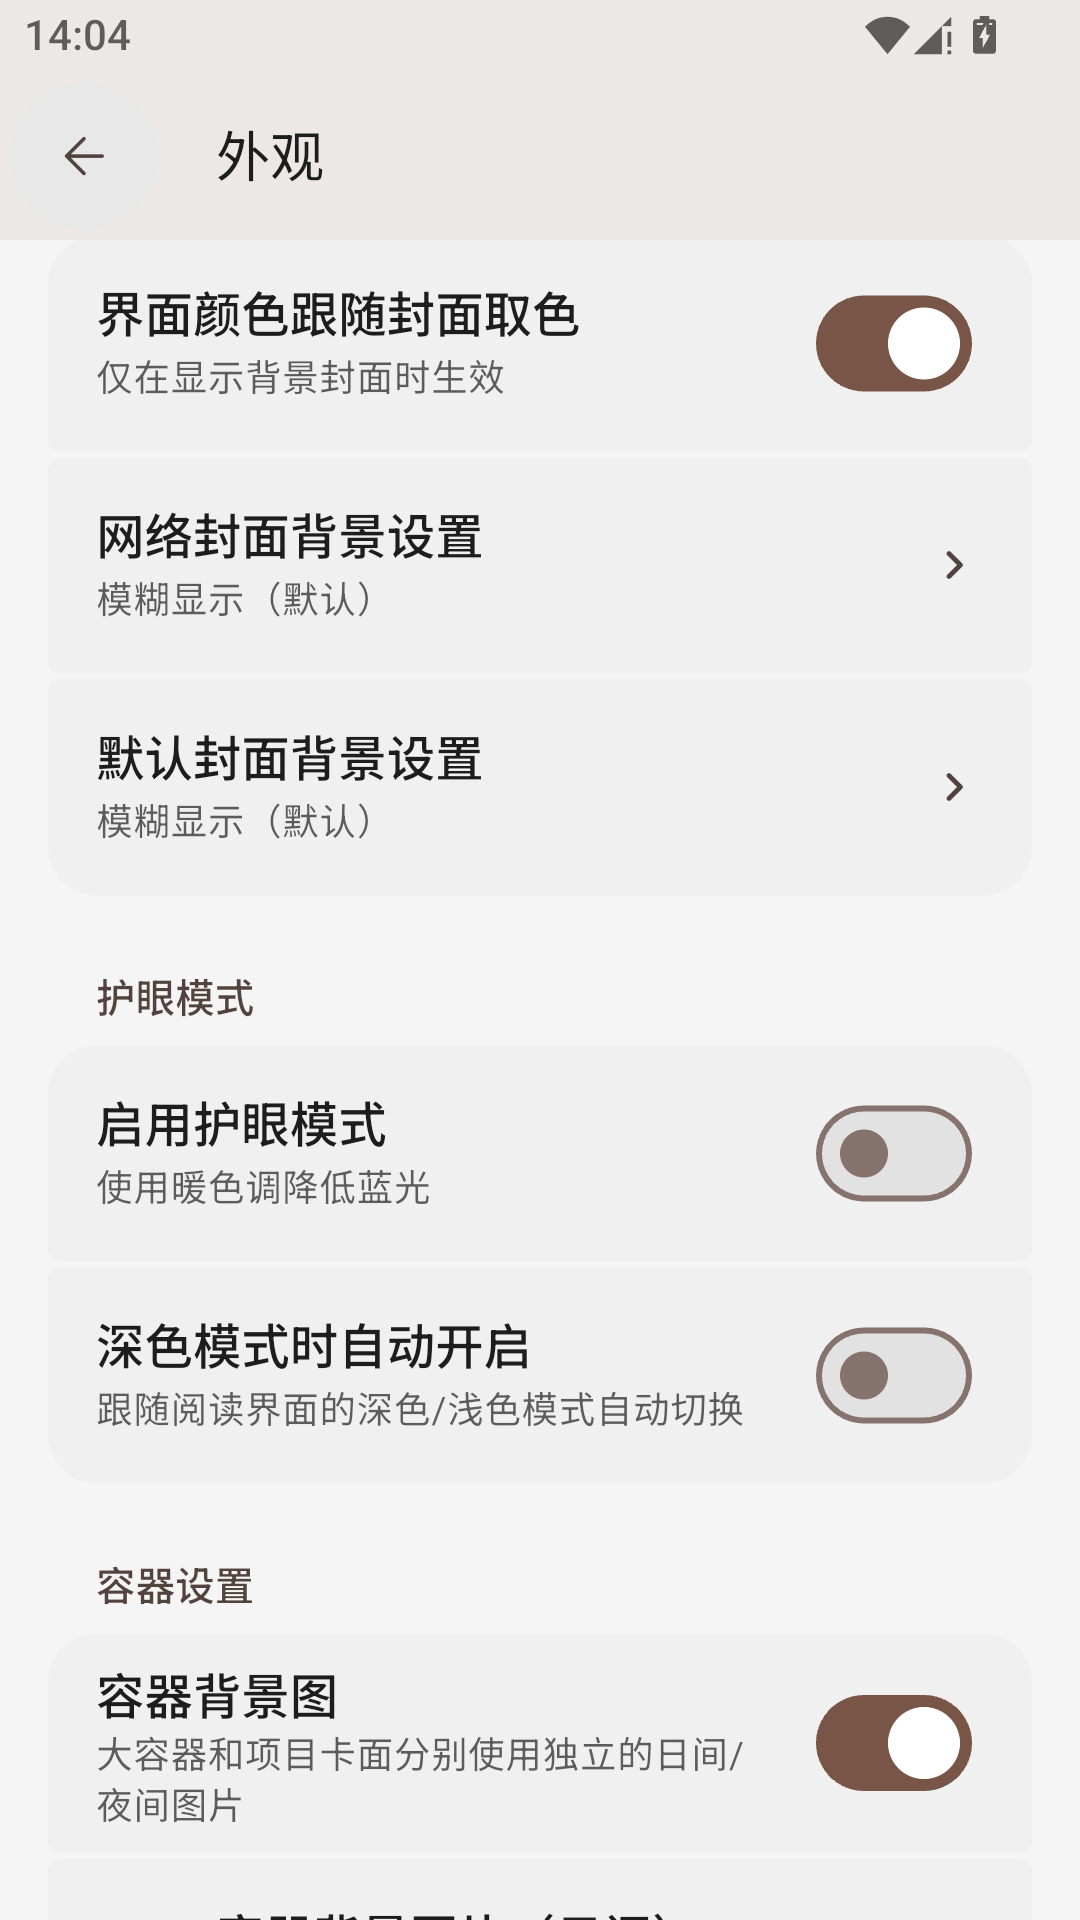 14:04
外观
界面颜色跟随封面取色
仅在显示背景封面时生效
网络封面背景设置
模糊显示（默认）
默认封面背景设置
模糊显示（默认）
护眼模式
启用护眼模式
使用暖色调降低蓝光
深色模式时自动开启
跟随阅读界面的深色/浅色模式自动切换
容器设置
容器背景图
大容器和项目卡面分别使用独立的日间/
夜间图片